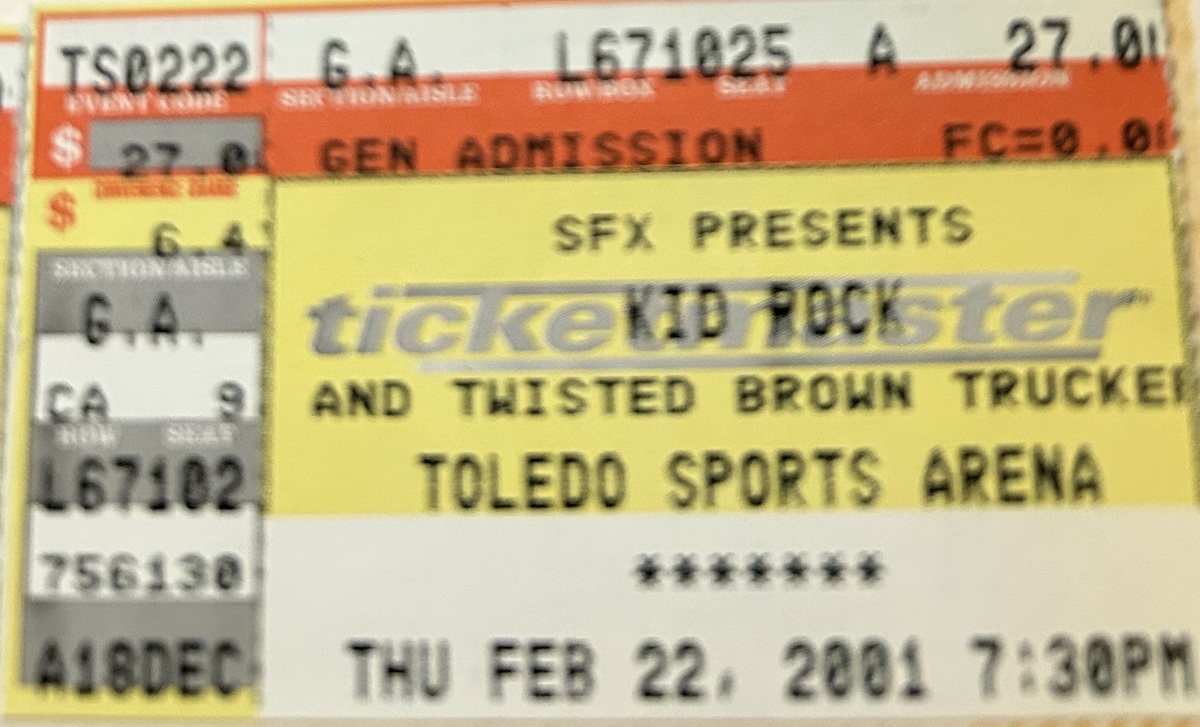 TS0222 G.A. L671025 A 27.0
EVENT CODE SECTION/AISLE ROW/BOX SEAT ADMISSION
$ 27.0 GEN ADMISSION FC=0.0
CONVENIENCE CHARGE
$ 6.4
SFX PRESENTS
SECTION/AISLE
G.A.
ticketmaster
KID ROCK
CA 9
AND TWISTED BROWN TRUCKER
ROW SEAT
L67102
TOLEDO SPORTS ARENA
756130
*******
A18DEC
THU FEB 22, 2001 7:30PM